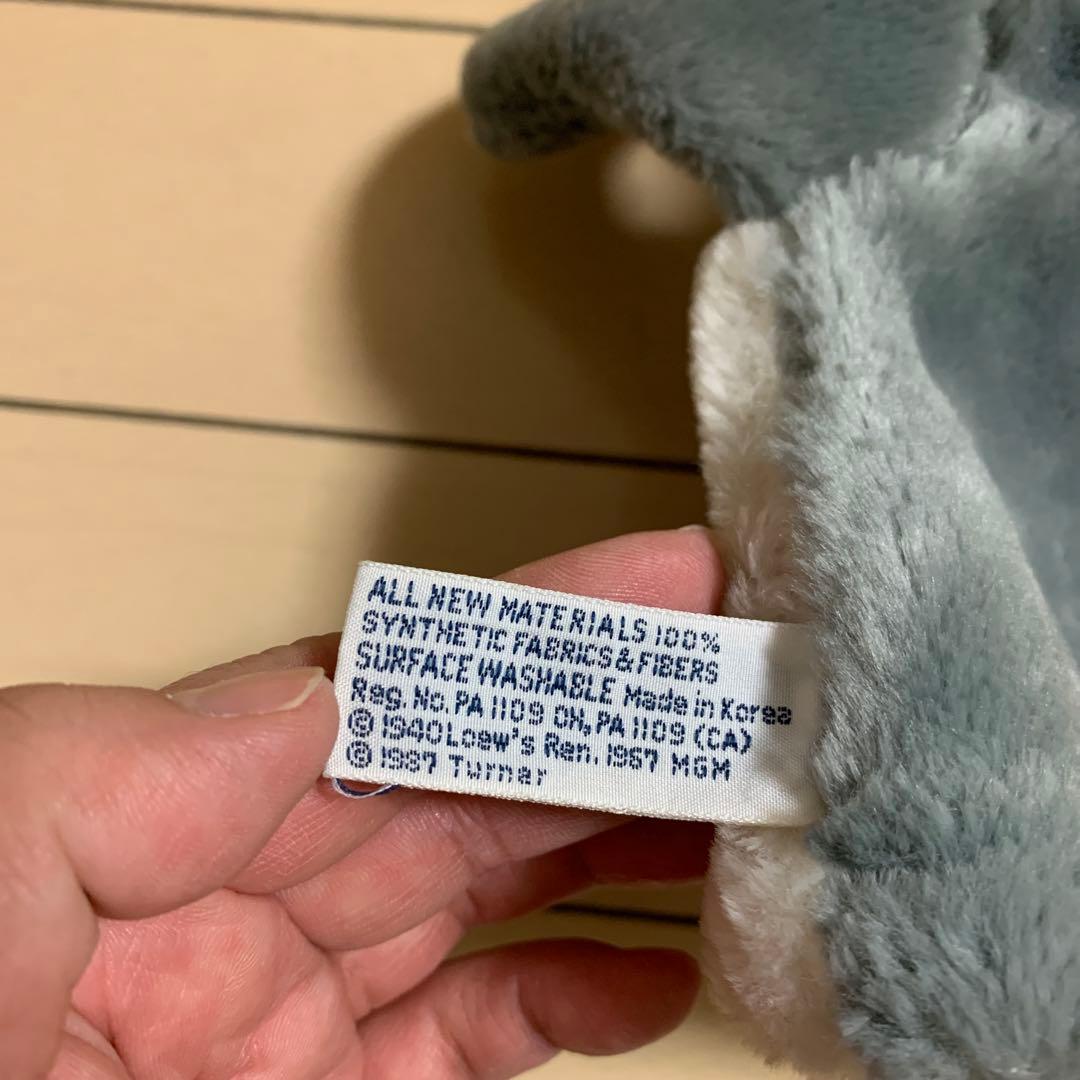 ALL NEW MATERIALS 100%
SYNTHETIC FABRICS & FIBERS
SURFACE WASHABLE Made in Korea
Reg. No. PA 1109 OH, PA 1109 (CA)
© 1940 Loew's Ren. 1967 MGM
© 1987 Turner